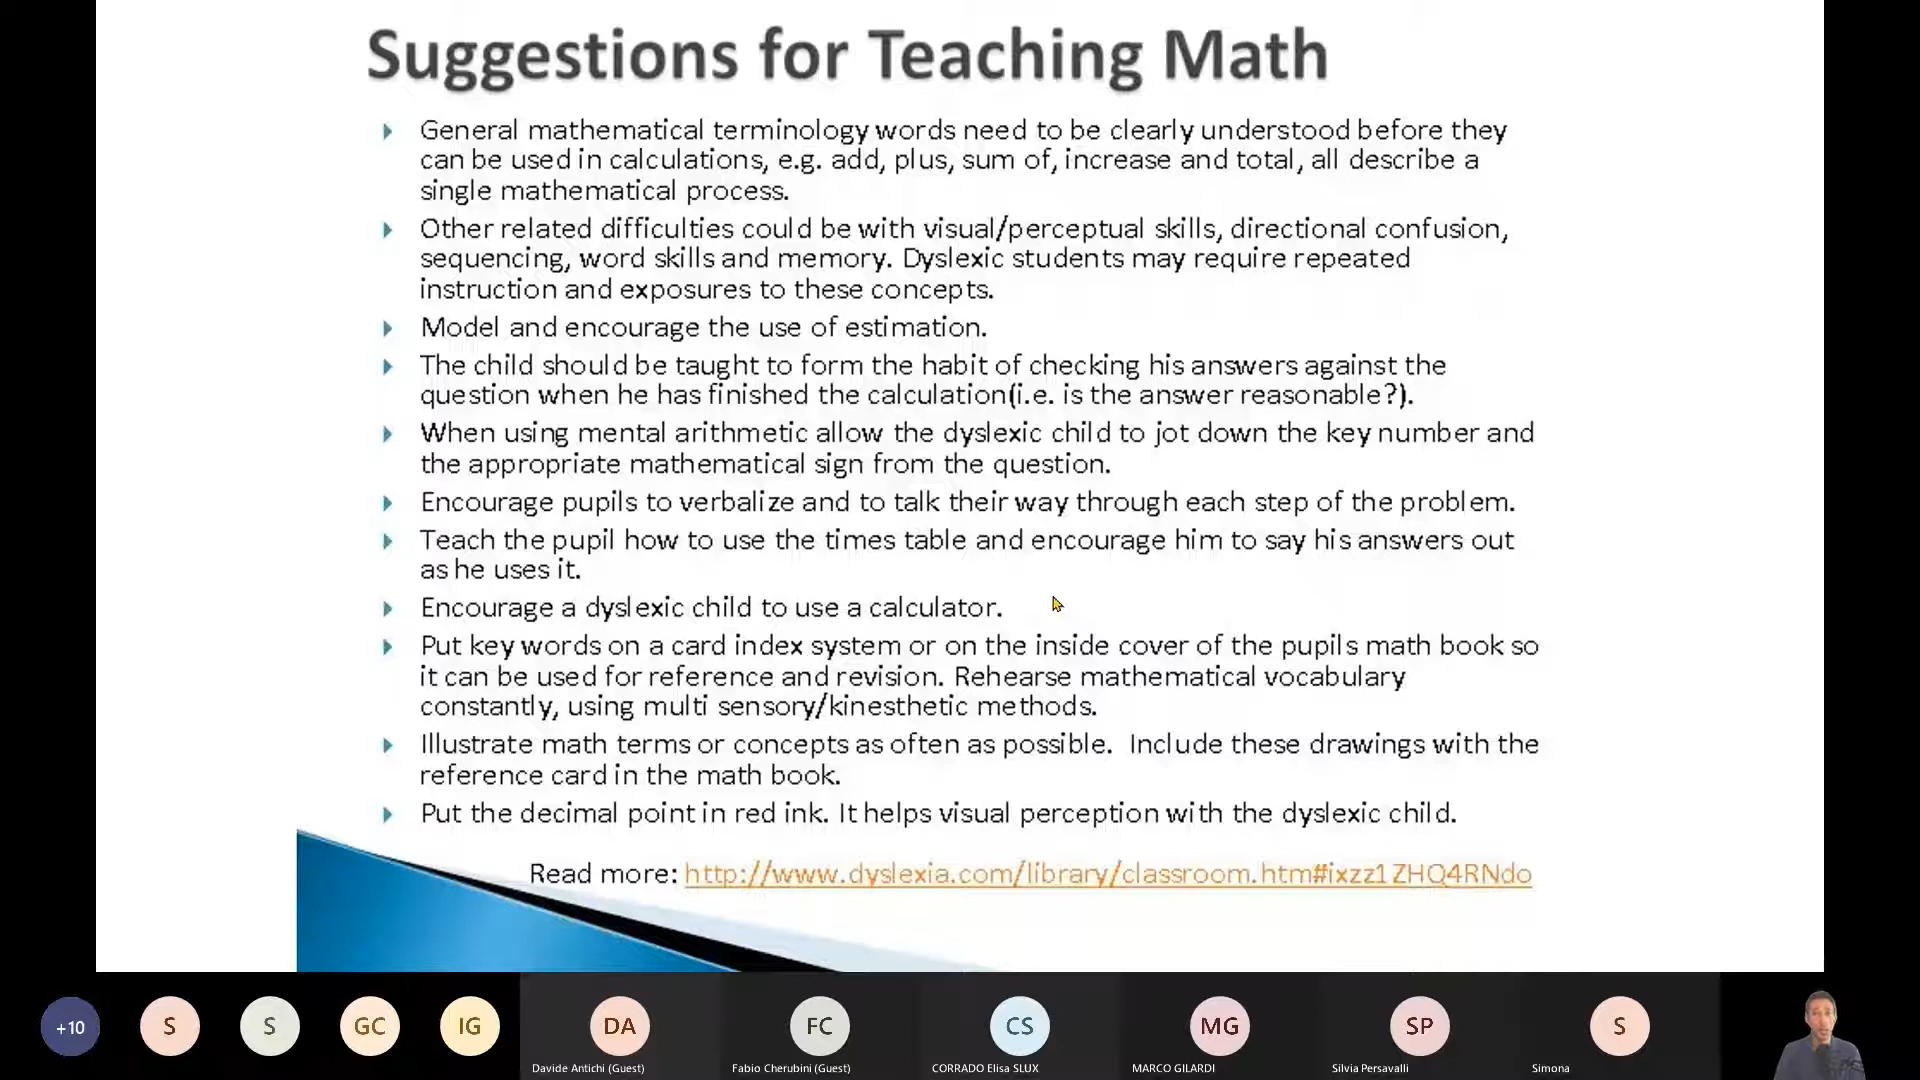 Suggestions for Teaching Math
General mathematical terminology words need to be clearly understood before they
can be used in calculations, e.g. add, plus, sum of, increase and total, all describe a
single mathematical process.
Other related difficulties could be with visual/perceptual skills, directional confusion,
sequencing, word skills and memory. Dyslexic students may require repeated
instruction and exposures to these concepts.
Model and encourage the use of estimation.
The child should be taught to form the habit of checking his answers against the
question when he has finished the calculation(i.e. is the answer reasonable?).
When using mental arithmetic allow the dyslexic child to jot down the key number and
the appropriate mathematical sign from the question.
Encourage pupils to verbalize and to talk their way through each step of the problem.
Teach the pupil how to use the times table and encourage him to say his answers out
as he uses it.
Encourage a dyslexic child to use a calculator.
Put key words on a card index system or on the inside cover of the pupils math book so
it can be used for reference and revision. Rehearse mathematical vocabulary
constantly, using multi sensory/kinesthetic methods.
Illustrate math terms or concepts as often as possible. Include these drawings with the
reference card in the math book.
Put the decimal point in red ink. It helps visual perception with the dyslexic child.
Read more: http://www.dyslexia.com/library/classroom.htm#ixzz1ZHQ4RNdo
+10 S S GC IG DA FC CS MG SP S
Davide Antichi (Guest) Fabio Cherubini (Guest) CORRADO Elisa SLUX MARCO GILARDI Silvia Persavalli Simona